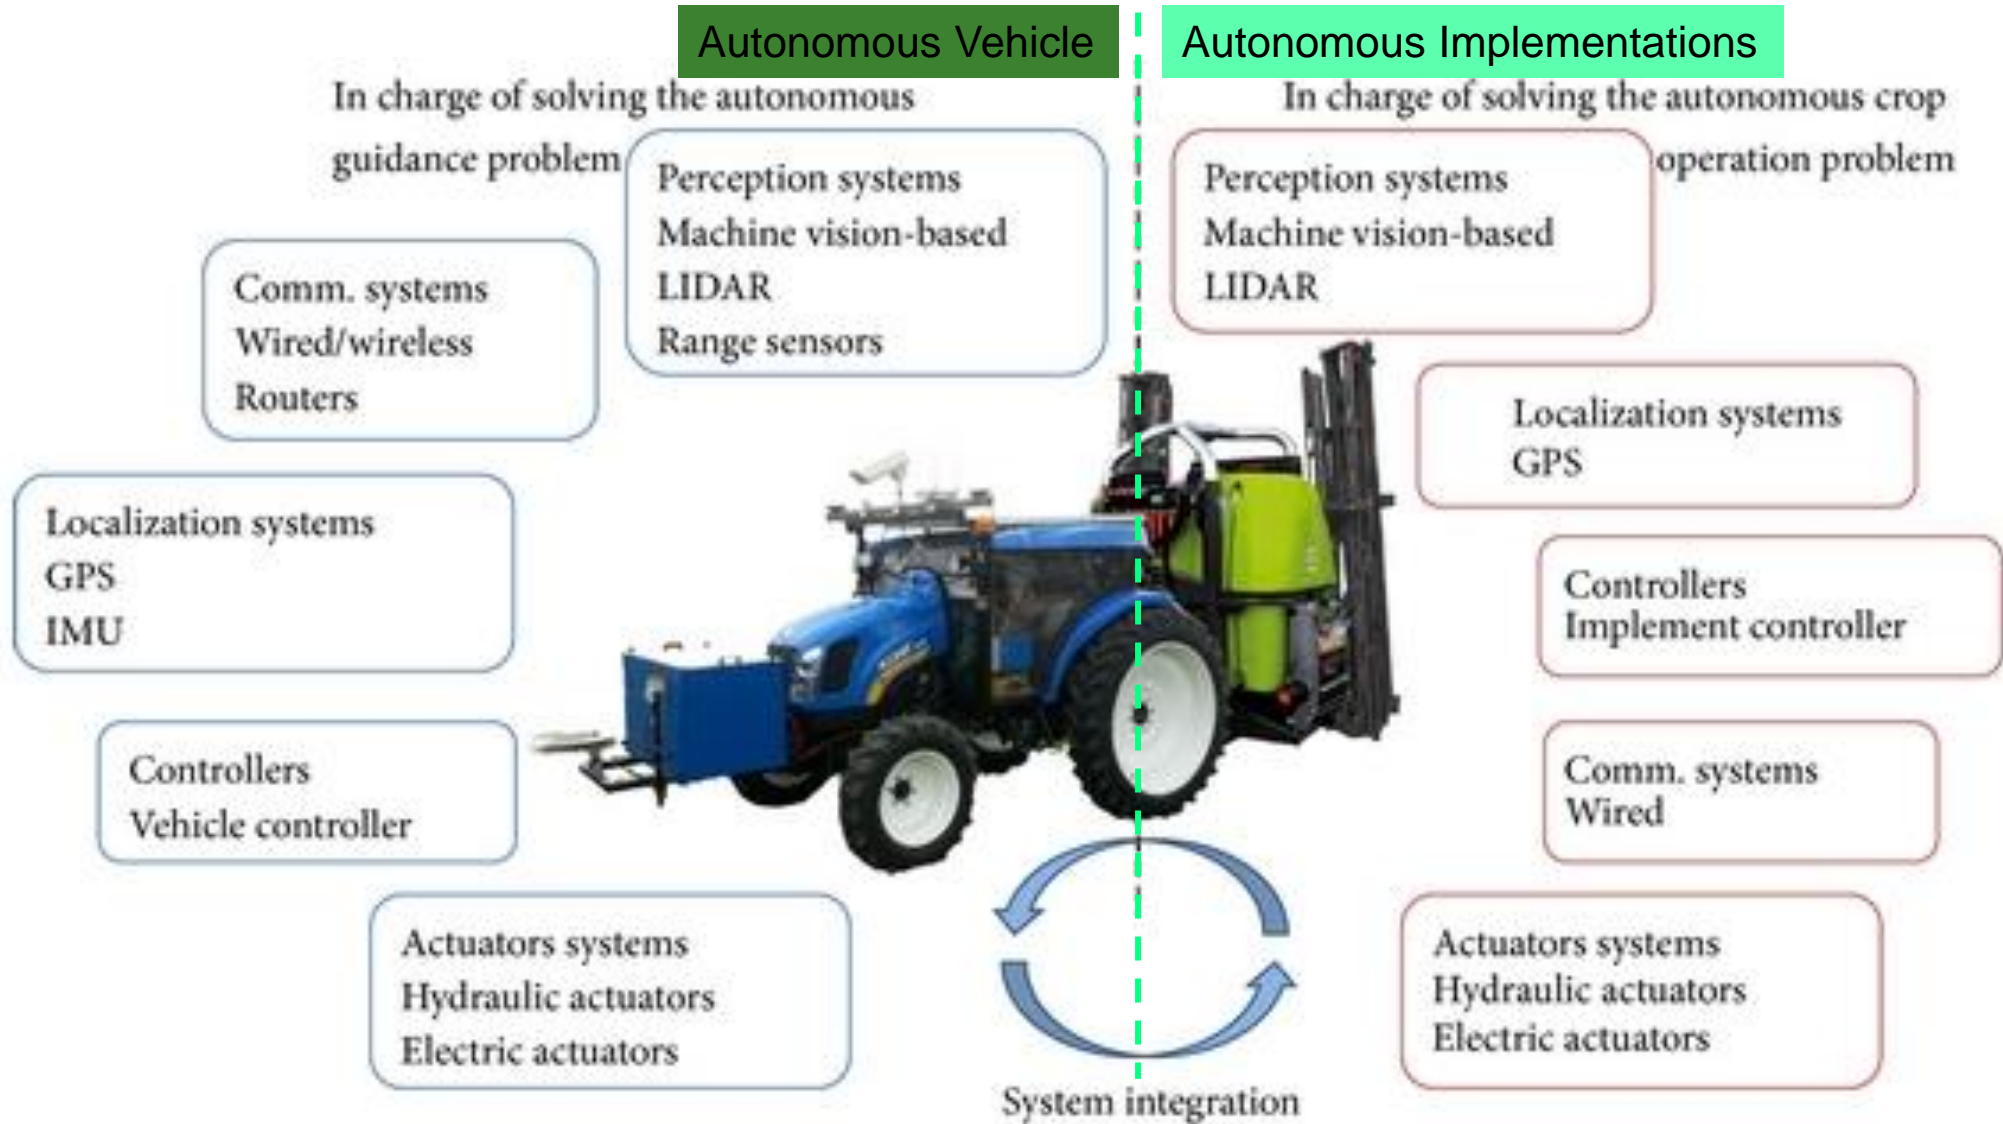 Autonomous Vehicle
Autonomous Implementations
In charge of solving the autonomous
guidance problem
In charge of solving the autonomous crop
operation problem
Perception systems
Machine vision-based
LIDAR
Range sensors
Perception systems
Machine vision-based
LIDAR
Comm. systems
Wired/wireless
Routers
Localization systems
GPS
Localization systems
GPS
IMU
Controllers
Implement controller
Controllers
Vehicle controller
Comm. systems
Wired
Actuators systems
Hydraulic actuators
Electric actuators
Actuators systems
Hydraulic actuators
Electric actuators
System integration